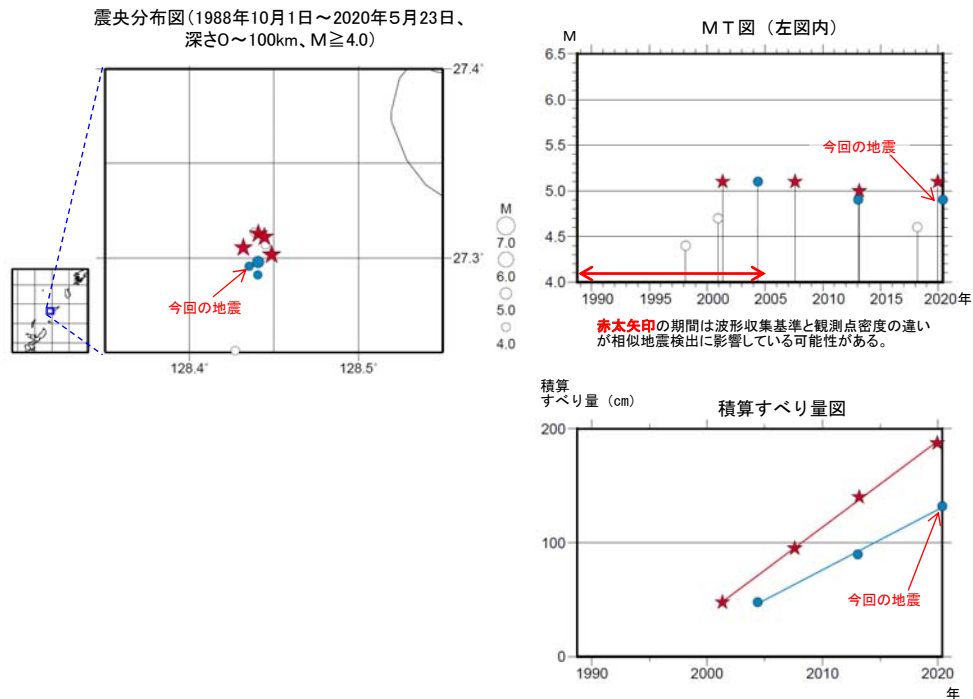 震央分布図(1988年10月1日～2020年5月23日、
深さ0～100km、M≧4.0)
27.4˚
27.3˚
128.4˚
128.5˚
今回の地震
M
7.0
6.0
5.0
4.0
MT図 (左図内)
M
6.5
6.0
5.5
5.0
4.5
4.0
今回の地震
1990
1995
2000
2005
2010
2015
2020
年
赤太矢印の期間は波形収集基準と観測点密度の違い
が相似地震検出に影響している可能性がある。
積算
すべり量 (cm)
積算すべり量図
200
100
0
今回の地震
1990
2000
2010
2020
年